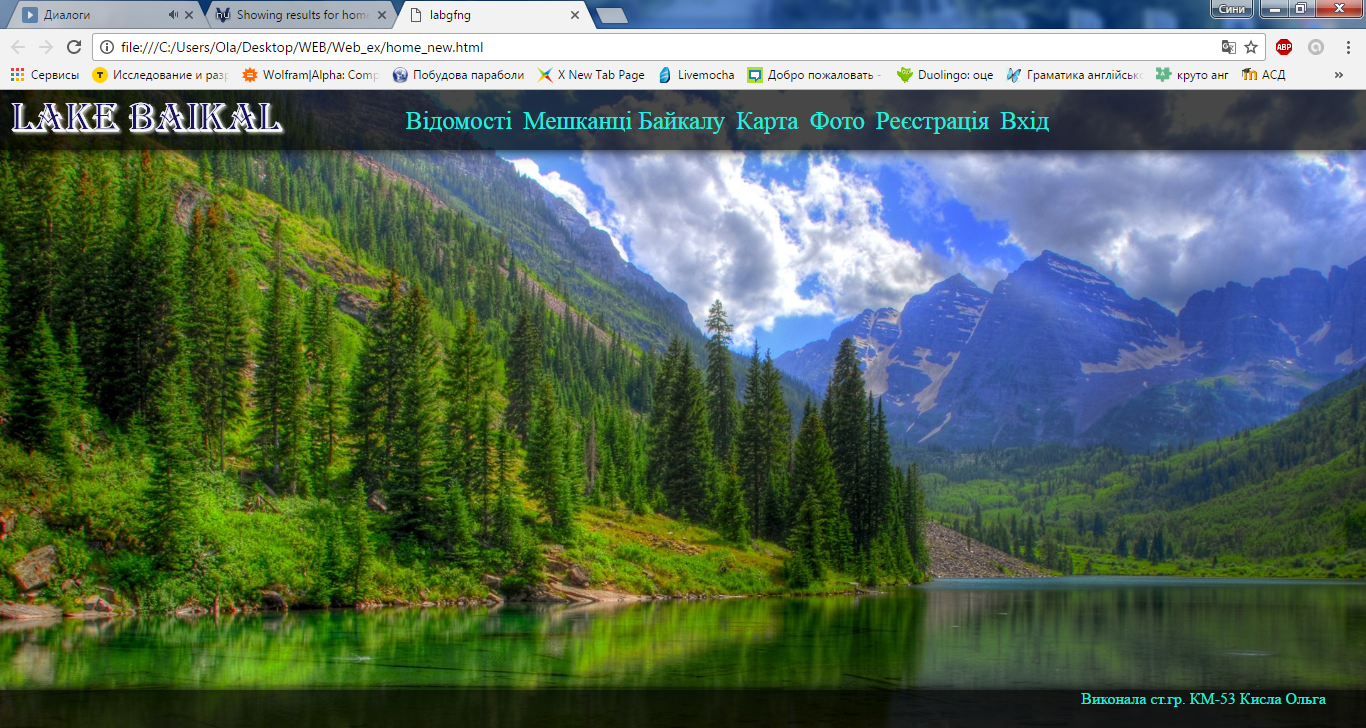 Диалоги
Showing results for hom
labgfng
Сини
file:///C:/Users/Ola/Desktop/WEB/Web_ex/home_new.html
ABP
Сервисы
Исследование и разр
Wolfram|Alpha: Comp
Побудова параболи
X New Tab Page
Livemocha
Добро пожаловать -
Duolingo: оце
Граматика англійськ
круто анг
АСД
»
LAKE BAIKAL
Відомості Мешканці Байкалу Карта Фото Реєстрація Вхід
Виконала ст.гр. КМ-53 Кисла Ольга